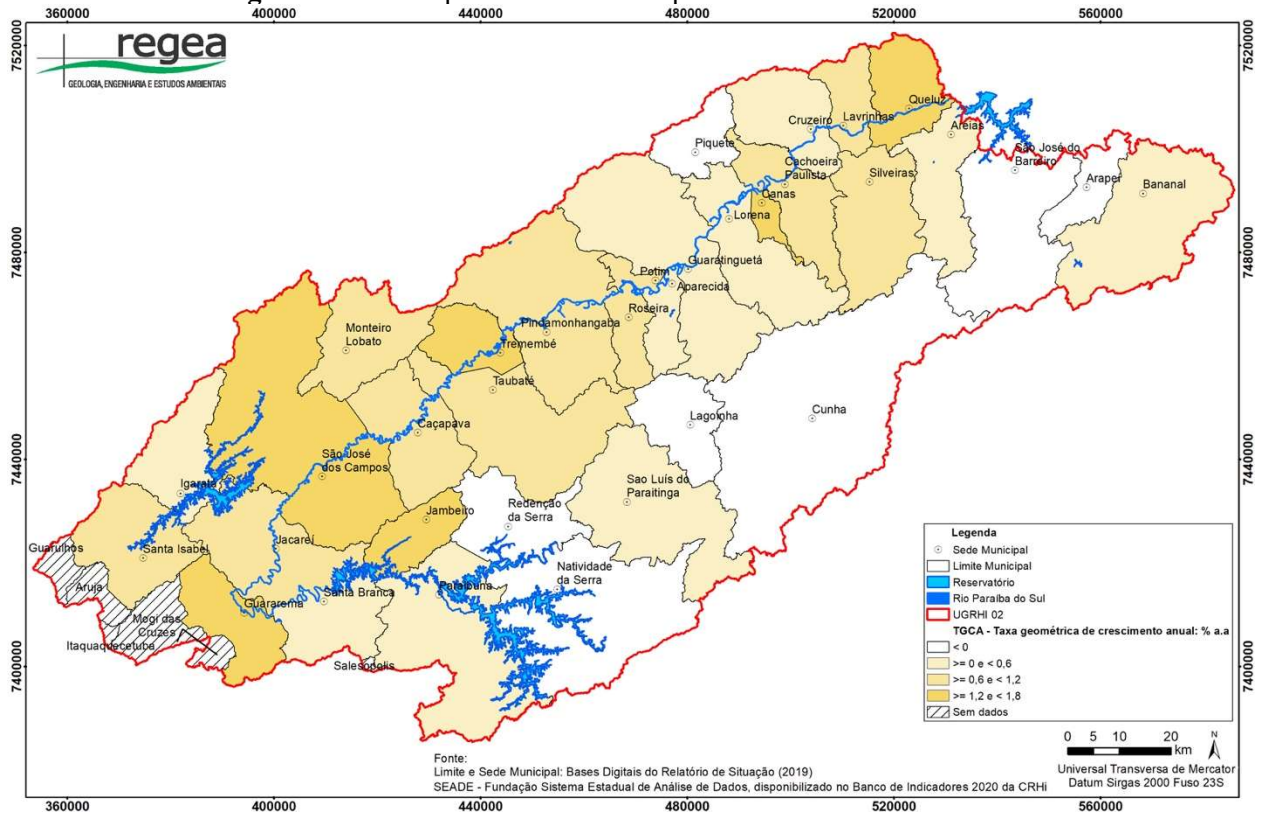 360000 400000 440000 480000 520000 560000
7520000
7520000
regea
GEOLOGIA, ENGENHARIA E ESTUDOS AMBIENTAIS
Queluz
Lavrinhas
Cruzeiro
Areias
Piquete
São José do
Barreiro
Cachoeira
Paulista
Silveiras
Arapeí
Bananal
Canas
Lorena
7480000
7480000
Guaratinguetá
Potim
Aparecida
Roseira
Pindamonhangaba
Monteiro
Lobato
Tremembé
Taubaté
Cunha
Lagoinha
Caçapava
7440000
7440000
São José
dos Campos
Igaratá
Sao Luís do
Paraitinga
Redenção
da Serra
Jambeiro
Jacareí
Guarulhos
Santa Isabel
Natividade
da Serra
Arujá
Paraibuna
Santa Branca
Guararema
Mogi das
Cruzes
Itaquaquecetuba
Salesópolis
7400000
7400000
Legenda
Sede Municipal
Limite Municipal
Reservatório
Rio Paraíba do Sul
UGRHI 02
TGCA - Taxa geométrica de crescimento anual: % a.a
< 0
>= 0 e < 0,6
>= 0,6 e < 1,2
>= 1,2 e < 1,8
Sem dados
0 5 10 20
km
N
Universal Transversa de Mercator
Datum Sirgas 2000 Fuso 23S
Fonte:
Limite e Sede Municipal: Bases Digitais do Relatório de Situação (2019)
SEADE - Fundação Sistema Estadual de Análise de Dados, disponibilizado no Banco de Indicadores 2020 da CRHi
360000 400000 440000 480000 520000 560000